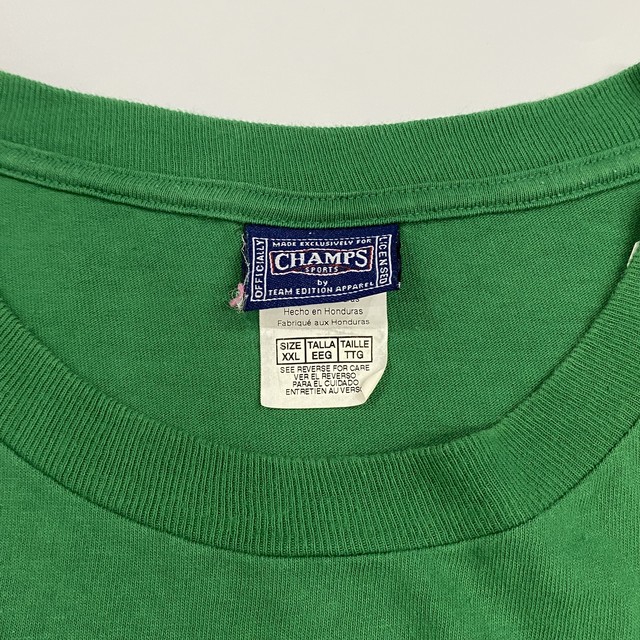 OFFICIALLY
MADE EXCLUSIVELY FOR
CHAMPS
SPORTS
by
TEAM EDITION APPAREL
LICENSED
Hecho en Honduras
Fabriqué aux Honduras
SIZE TALLA TAILLE
XXL EEG TTG
SEE REVERSE FOR CARE
VER EL REVERSO
PARA EL CUIDADO
ENTRETIEN AU VERSO